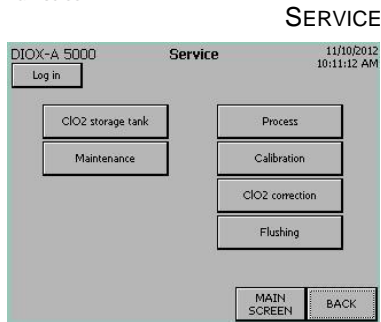 SERVICE
DIOX-A 5000 Service 11/10/2012
10:11:12 AM
Log in
ClO2 storage tank Process
Maintenance Calibration
ClO2 correction
Flushing
MAIN
SCREEN BACK